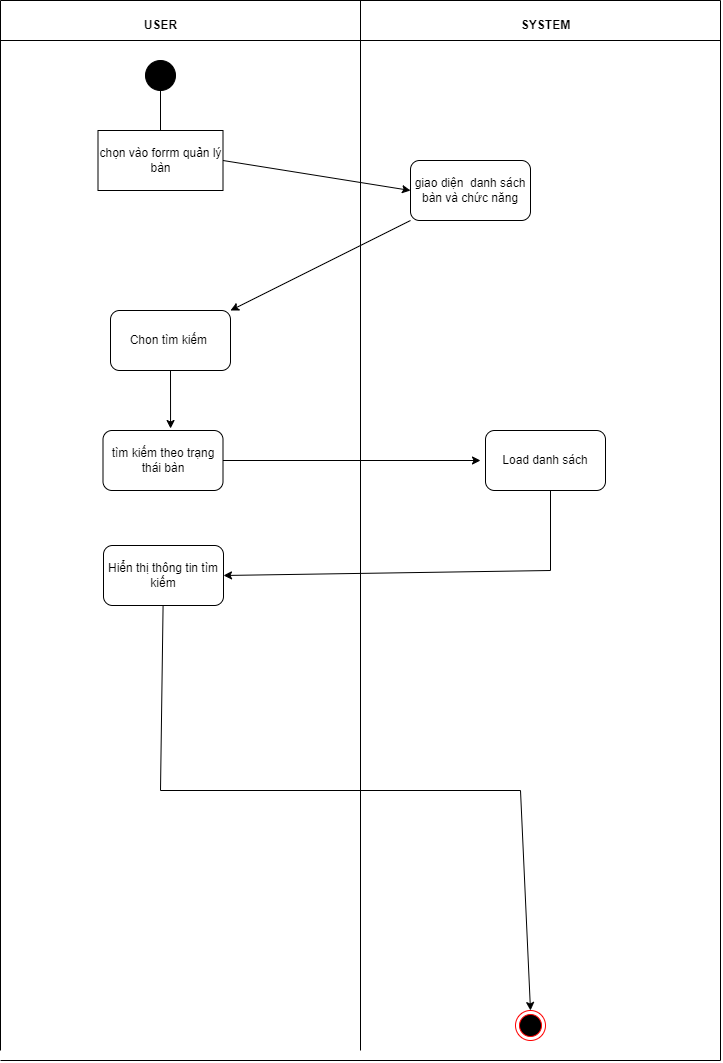 USER
SYSTEM
chọn vào forrm quản lý
bàn
giao diện danh sách
bàn và chức năng
Chon tìm kiếm
tìm kiếm theo trạng
thái bàn
Load danh sách
Hiển thị thông tin tìm
kiếm